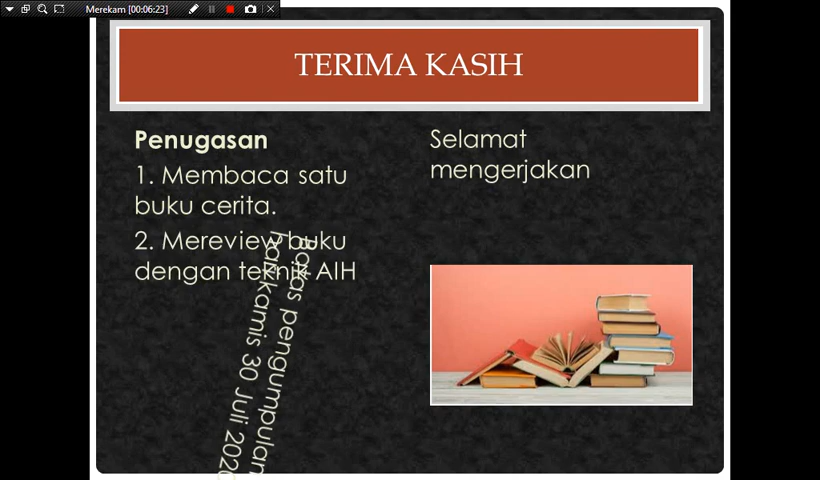 Merekam [00:06:23]
TERIMA KASIH
Penugasan
1. Membaca satu
buku cerita.
2. Mereview buku
dengan teknik AIH
Batas pengumpulan
hari kamis 30 Juli 2020
Selamat
mengerjakan